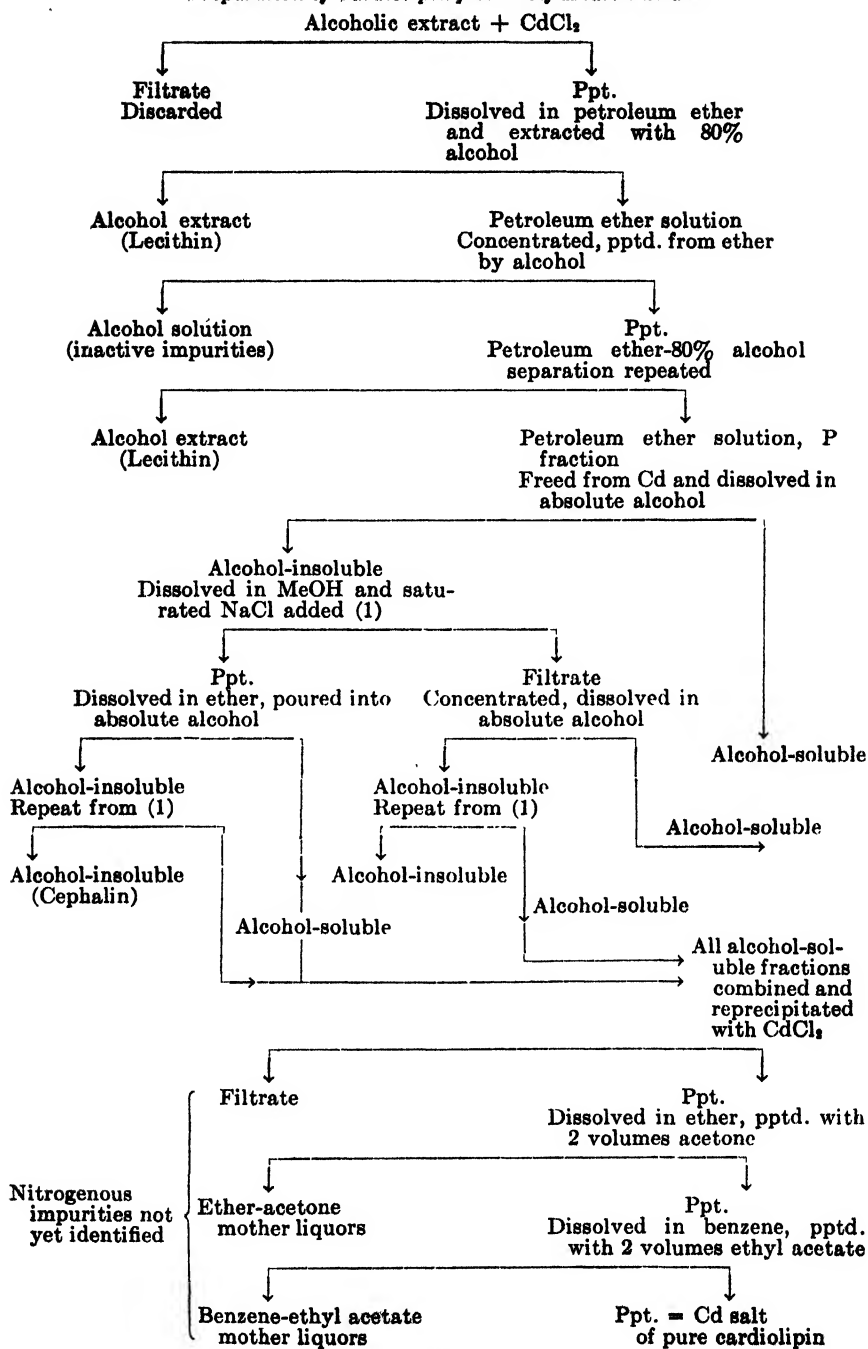 Alcoholic extract + CdCl₂
Filtrate
Discarded
Ppt.
Dissolved in petroleum ether
and extracted with 80%
alcohol
Alcohol extract
(Lecithin)
Petroleum ether solution
Concentrated, pptd. from ether
by alcohol
Alcohol solution
(inactive impurities)
Ppt.
Petroleum ether-80% alcohol
separation repeated
Alcohol extract
(Lecithin)
Petroleum ether solution, P
fraction
Freed from Cd and dissolved in
absolute alcohol
Alcohol-insoluble
Dissolved in MeOH and satu-
rated NaCl added (1)
Ppt.
Dissolved in ether, poured into
absolute alcohol
Filtrate
Concentrated, dissolved in
absolute alcohol
Alcohol-soluble
Alcohol-insoluble
Repeat from (1)
Alcohol-insoluble
Repeat from (1)
Alcohol-soluble
Alcohol-insoluble
(Cephalin)
Alcohol-soluble
Alcohol-insoluble
Alcohol-soluble
All alcohol-sol-
uble fractions
combined and
reprecipitated
with CdCl₂
Filtrate
Ppt.
Dissolved in ether, pptd. with
2 volumes acetone
Nitrogenous
impurities not
yet identified
Ether-acetone
mother liquors
Ppt.
Dissolved in benzene, pptd.
with 2 volumes ethyl acetate
Benzene-ethyl acetate
mother liquors
Ppt. = Cd salt
of pure cardiolipin